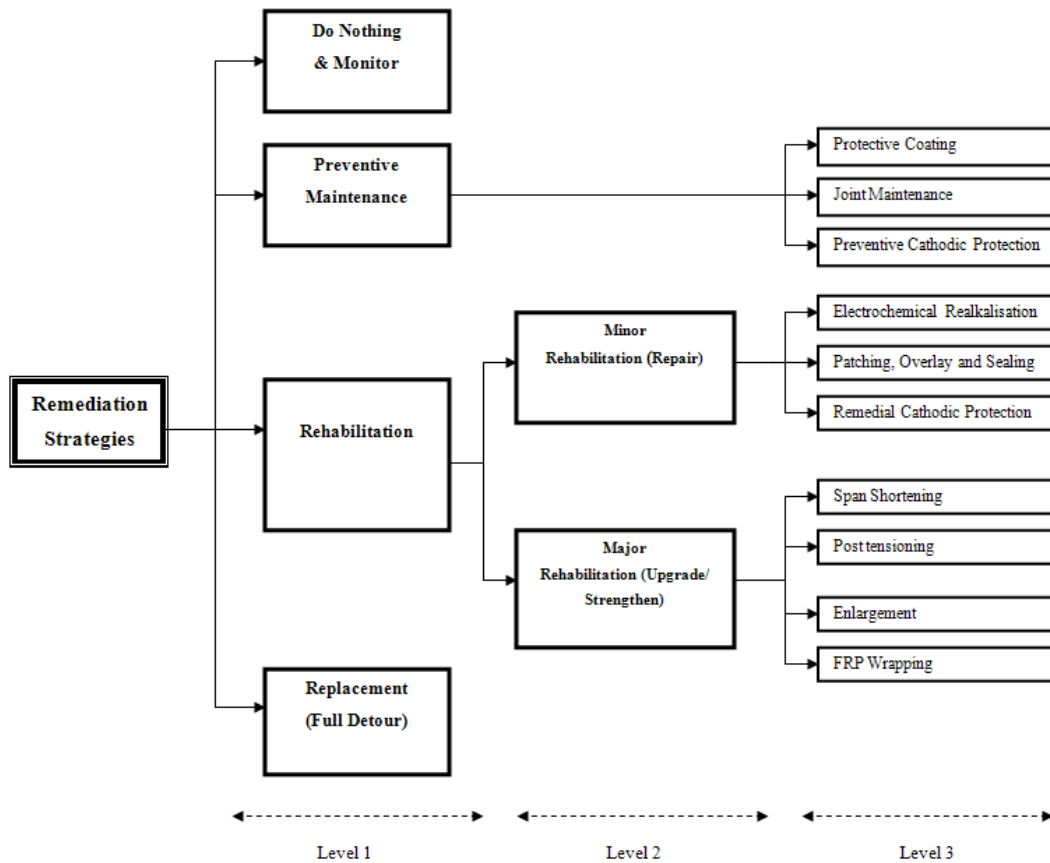 Do Nothing
& Monitor
Preventive
Maintenance
Protective Coating
Joint Maintenance
Preventive Cathodic Protection
Remediation
Strategies
Rehabilitation
Minor
Rehabilitation (Repair)
Electrochemical Realkalisation
Patching, Overlay and Sealing
Remedial Cathodic Protection
Major
Rehabilitation (Upgrade/
Strengthen)
Span Shortening
Post tensioning
Enlargement
FRP Wrapping
Replacement
(Full Detour)
Level 1
Level 2
Level 3